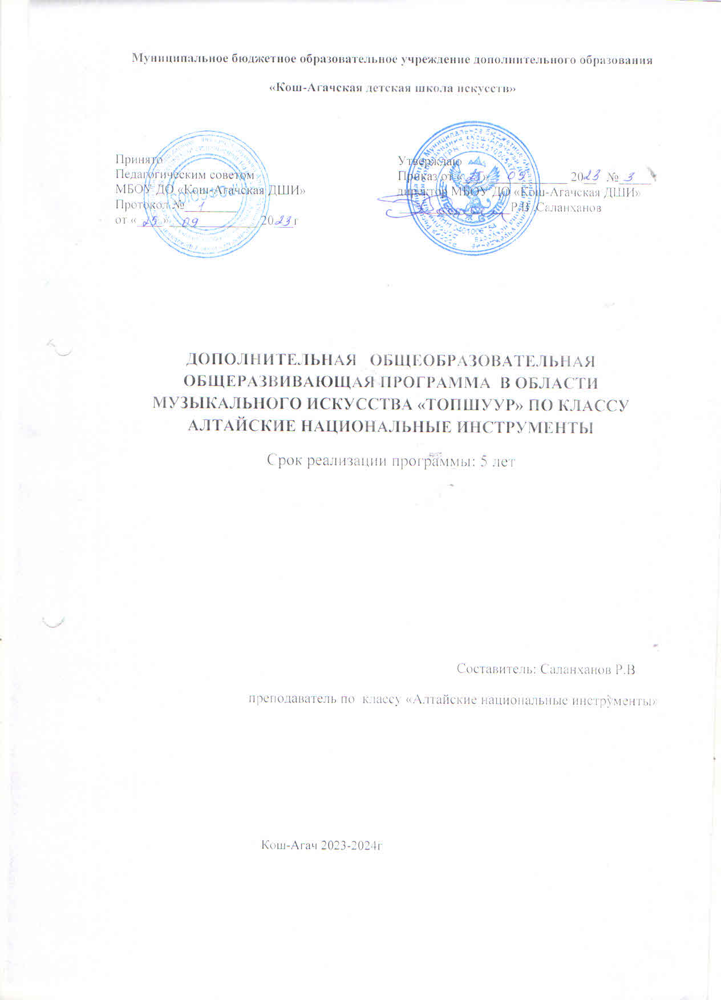 Муниципальное бюджетное образовательное учреждение дополнительного образования
«Кош-Агачская детская школа искусств»
Принято
Педагогическим советом
МБОУ ДО «Кош-Агачская ДШИ»
Протокол № 1
от « 25 » 09 2023 г
Утверждаю
Приказ от « » 09 2023 № 3
директор МБОУ ДО «Кош-Агачская ДШИ»
Р.В .Саланханов
ДОПОЛНИТЕЛЬНАЯ ОБЩЕОБРАЗОВАТЕЛЬНАЯ
ОБЩЕРАЗВИВАЮЩАЯ ПРОГРАММА В ОБЛАСТИ
МУЗЫКАЛЬНОГО ИСКУССТВА «ТОПШУУР» ПО КЛАССУ
АЛТАЙСКИЕ НАЦИОНАЛЬНЫЕ ИНСТРУМЕНТЫ
Срок реализации программы: 5 лет
Составитель: Саланханов Р.В
преподаватель по классу «Алтайские национальные инструменты»
Кош-Агач 2023-2024г